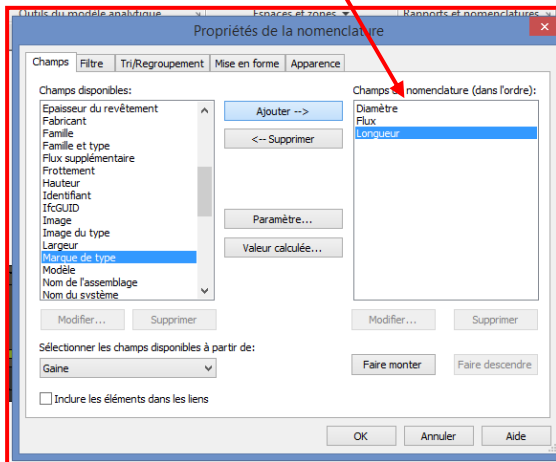 Outils du modèle analytique Espaces et zones Rapports et nomenclatures
Propriétés de la nomenclature
Champs Filtre Tri/Regroupement Mise en forme Apparence
Champs disponibles:
Epaisseur du revêtement
Fabricant
Famille
Famille et type
Flux supplémentaire
Frottement
Hauteur
Identifiant
IfcGUID
Image
Image du type
Largeur
Marque de type
Modèle
Nom de l'assemblage
Nom du système
Ajouter -->
<-- Supprimer
Paramètre...
Valeur calculée...
Champs nomenclature (dans l'ordre):
Diamètre
Flux
Longueur
Modifier... Supprimer
Modifier... Supprimer
Sélectionner les champs disponibles à partir de:
Gaine
Faire monter Faire descendre
Inclure les éléments dans les liens
OK Annuler Aide